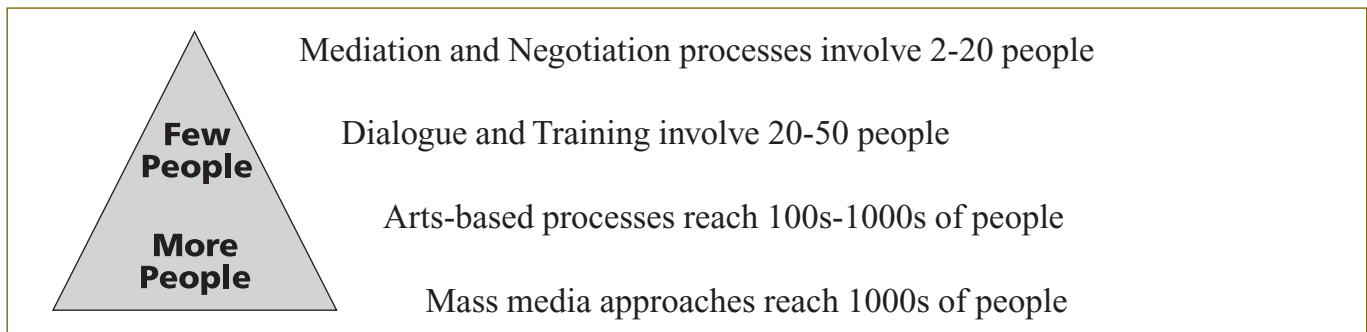 Mediation and Negotiation processes involve 2-20 people
Few
People
Dialogue and Training involve 20-50 people
Arts-based processes reach 100s-1000s of people
More
People
Mass media approaches reach 1000s of people